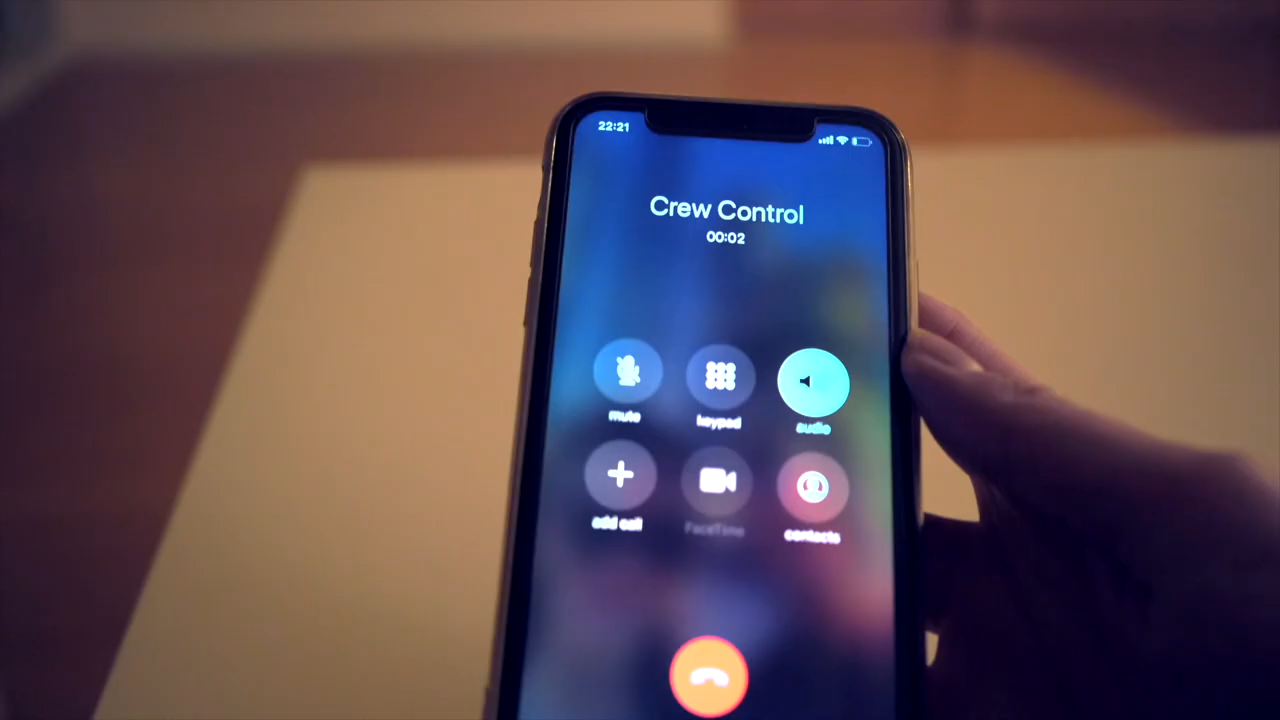 22:21
Crew Control
00:02
mute keypad audio
add call FaceTime contacts